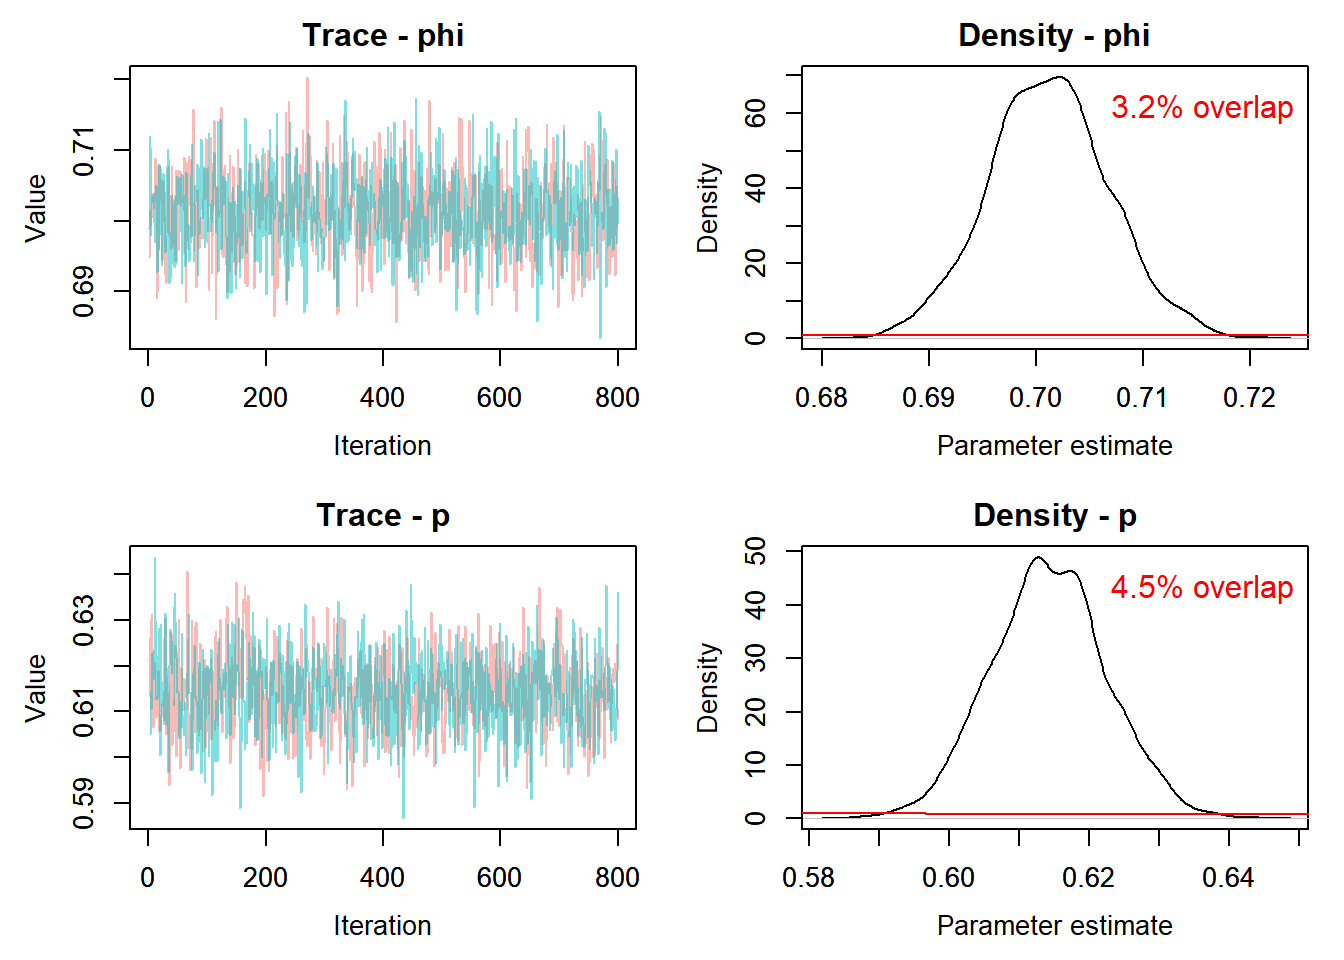 Trace - phi
Value
0.71
0.69
0 200 400 600 800
Iteration
Density - phi
3.2% overlap
Density
60
40
20
0
0.68 0.69 0.70 0.71 0.72
Parameter estimate
Trace - p
Value
0.63
0.61
0.59
0 200 400 600 800
Iteration
Density - p
4.5% overlap
Density
50
40
30
20
10
0
0.58 0.60 0.62 0.64
Parameter estimate